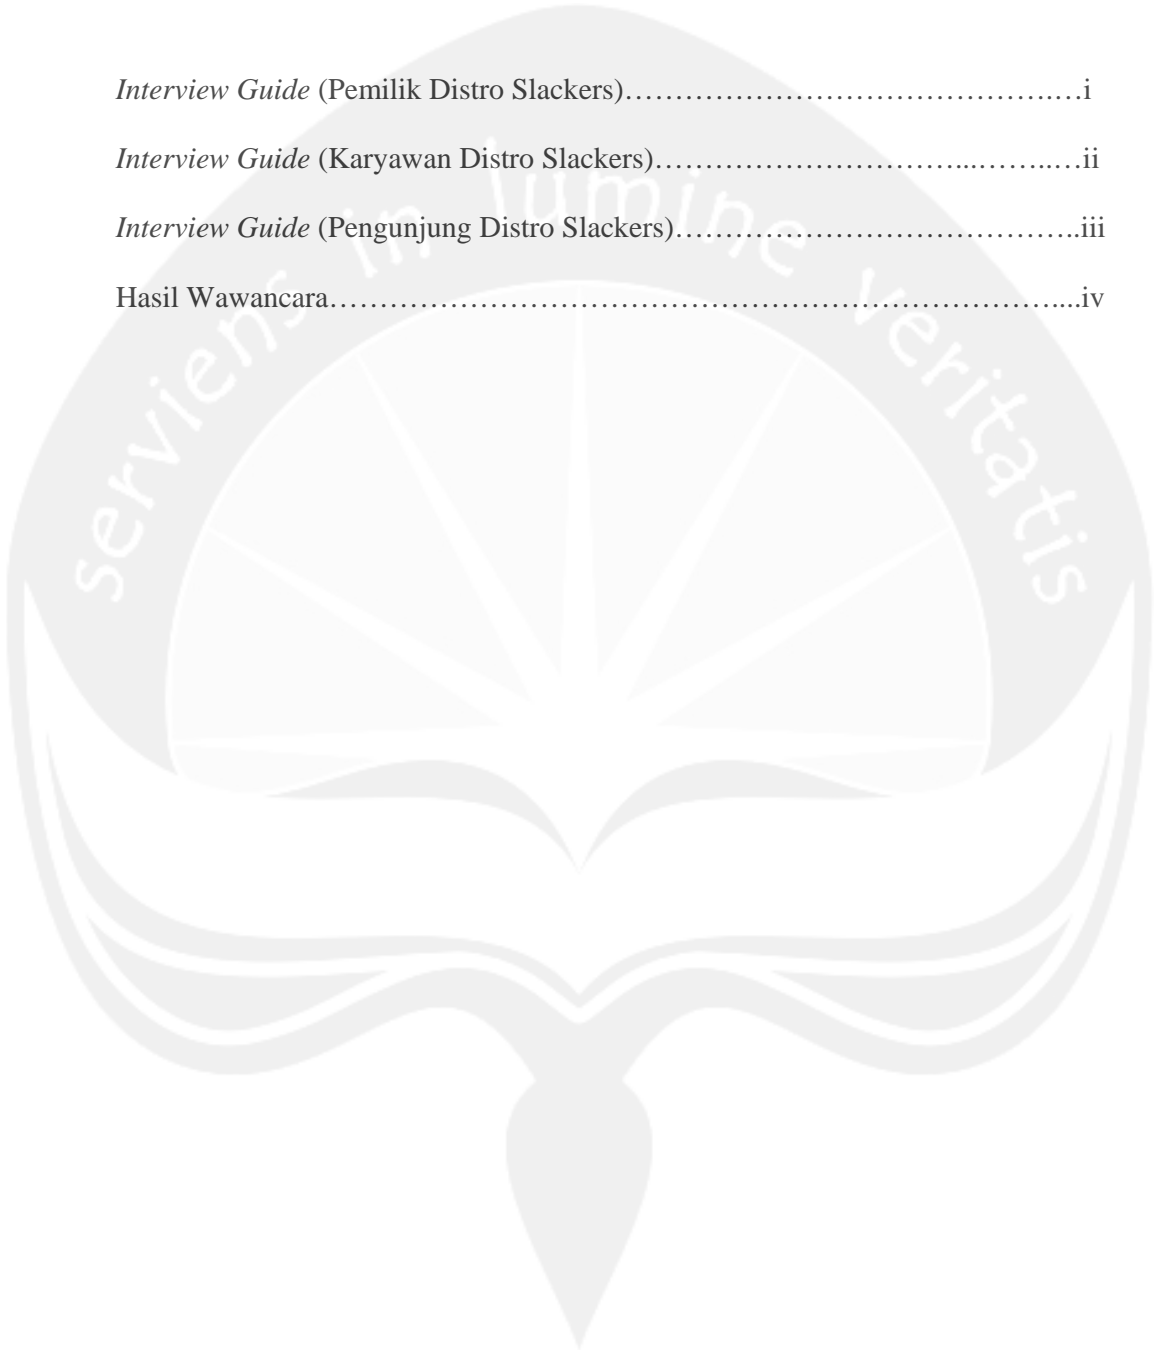 Interview Guide (Pemilik Distro Slackers)…………………………………….…i
Interview Guide (Karyawan Distro Slackers)…………………………...……..…ii
Interview Guide (Pengunjung Distro Slackers)…………………………………..iii
Hasil Wawancara………………………………………………………………....iv
serviens in lumine veritatis